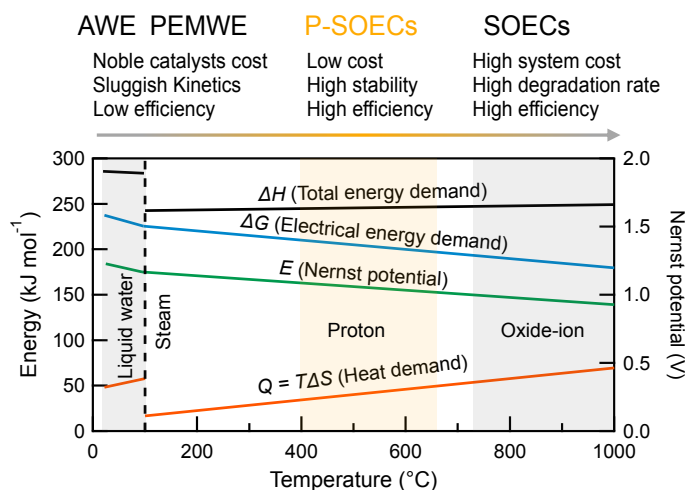 AWE PEMWE P-SOECs SOECs
Noble catalysts cost
Sluggish Kinetics
Low efficiency
Low cost
High stability
High efficiency
High system cost
High degradation rate
High efficiency
300
250
200
150
100
50
0
Energy (kJ mol⁻¹)
ΔH (Total energy demand)
ΔG (Electrical energy demand)
E (Nernst potential)
Liquid water
Steam
Proton
Oxide-ion
Q = TΔS (Heat demand)
2.0
1.5
1.0
0.5
0.0
Nernst potential (V)
0 200 400 600 800 1000
Temperature (°C)